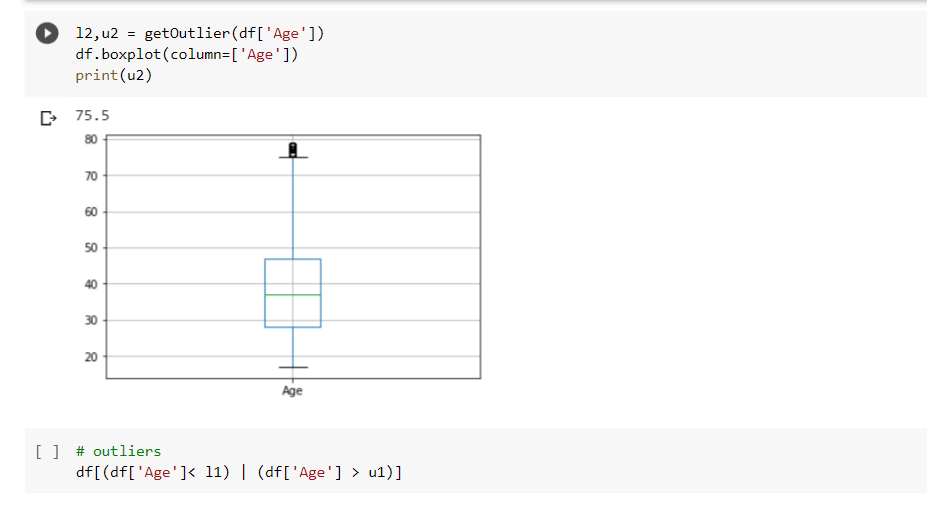 l2,u2 = getOutlier(df['Age'])
df.boxplot(column=['Age'])
print(u2)
75.5
80
70
60
50
40
30
20
Age
[ ] # outliers
df[(df['Age']< l1) | (df['Age'] > u1)]